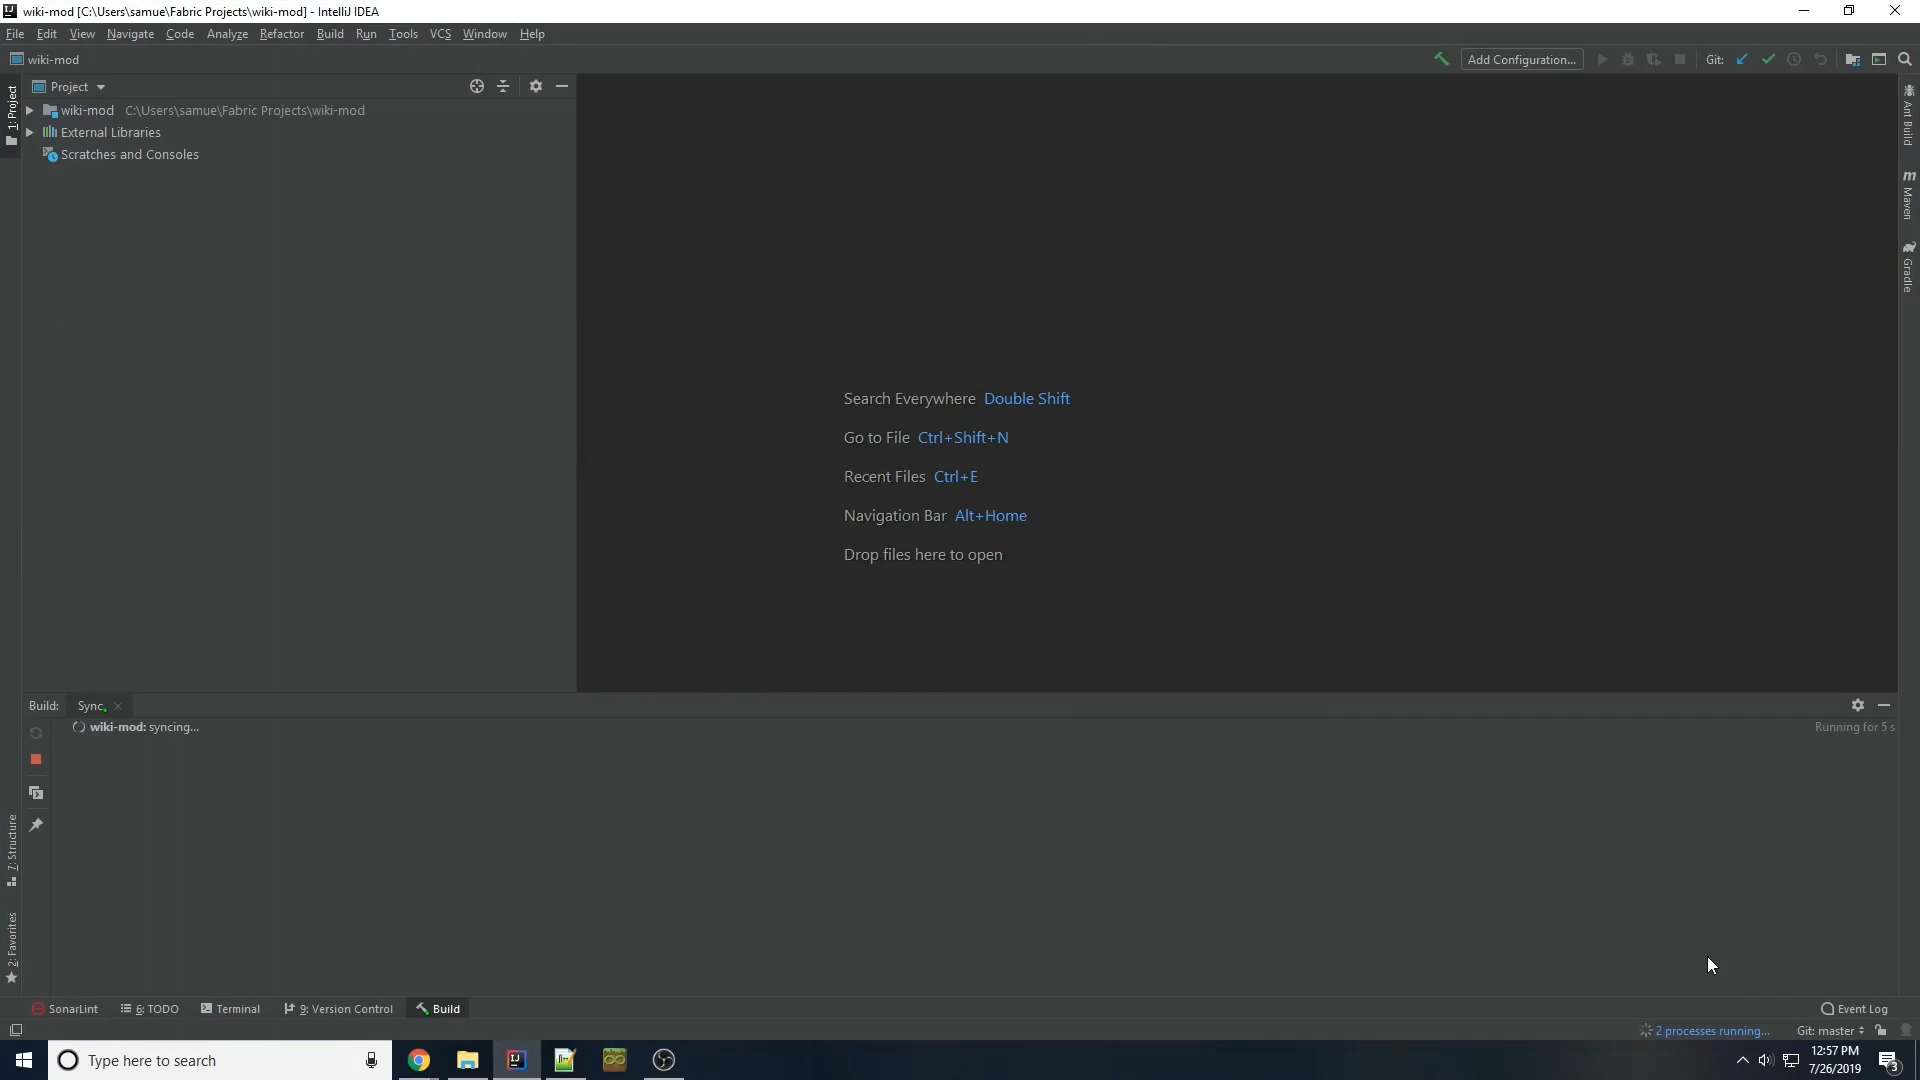 wiki-mod [C:\Users\samue\Fabric Projects\wiki-mod] - IntelliJ IDEA
File Edit View Navigate Code Analyze Refactor Build Run Tools VCS Window Help
wiki-mod
Add Configuration...
Git:
1: Project
Project
wiki-mod C:\Users\samue\Fabric Projects\wiki-mod
External Libraries
Scratches and Consoles
Ant Build
Maven
Gradle
Search Everywhere Double Shift
Go to File Ctrl+Shift+N
Recent Files Ctrl+E
Navigation Bar Alt+Home
Drop files here to open
Build: Sync
wiki-mod: syncing...
Running for 5 s
7: Structure
2: Favorites
SonarLint 6: TODO Terminal 9: Version Control Build
Event Log
2 processes running...
Git: master
Type here to search
12:57 PM
7/26/2019
3